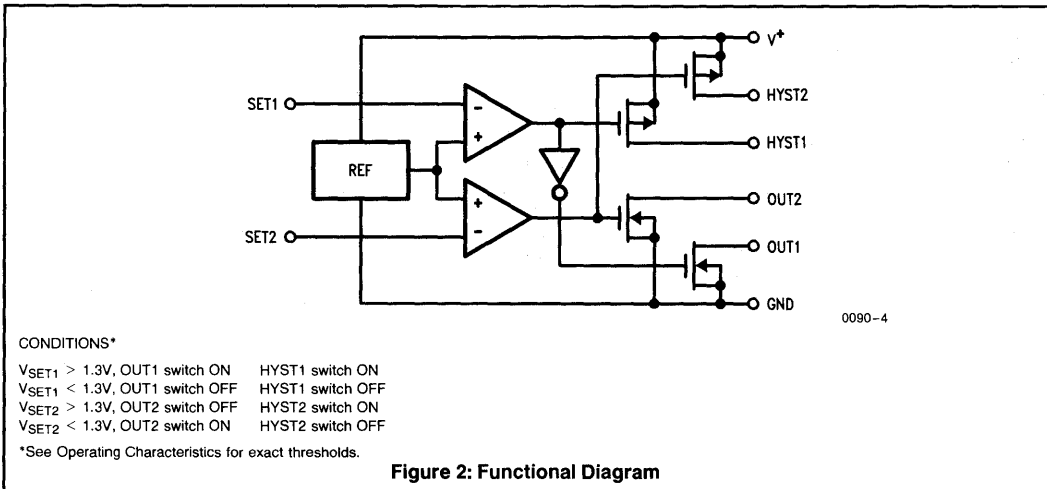 V+
HYST2
SET1
-
+
HYST1
REF
OUT2
+
-
SET2
OUT1
GND
0090-4
CONDITIONS*
VSET1 > 1.3V, OUT1 switch ON HYST1 switch ON
VSET1 < 1.3V, OUT1 switch OFF HYST1 switch OFF
VSET2 > 1.3V, OUT2 switch OFF HYST2 switch ON
VSET2 < 1.3V, OUT2 switch ON HYST2 switch OFF
*See Operating Characteristics for exact thresholds.
Figure 2: Functional Diagram